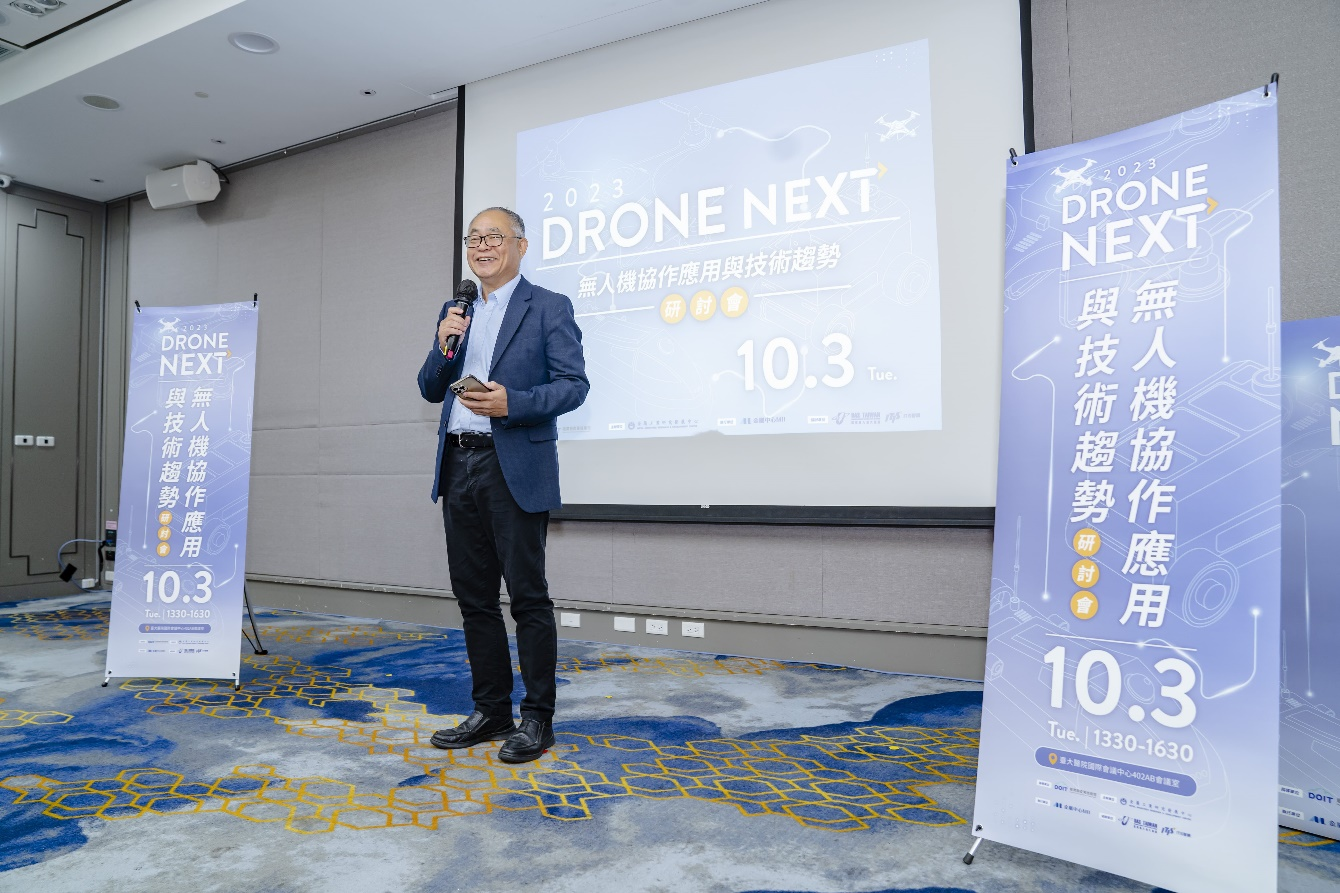 2023
DRONE
NEXT
無人機協作應用
與技術趨勢
研討會
10.3
Tue. | 1330-1630
2023
DRONE NEXT
無人機協作應用與技術趨勢
研討會
10.3 Tue.
2023
DRONE
NEXT
無人機協作應用
與技術趨勢
研討會
10.3
Tue. | 1330-1630
臺大醫院國際會議中心402AB會議室
DOIT
DOIT